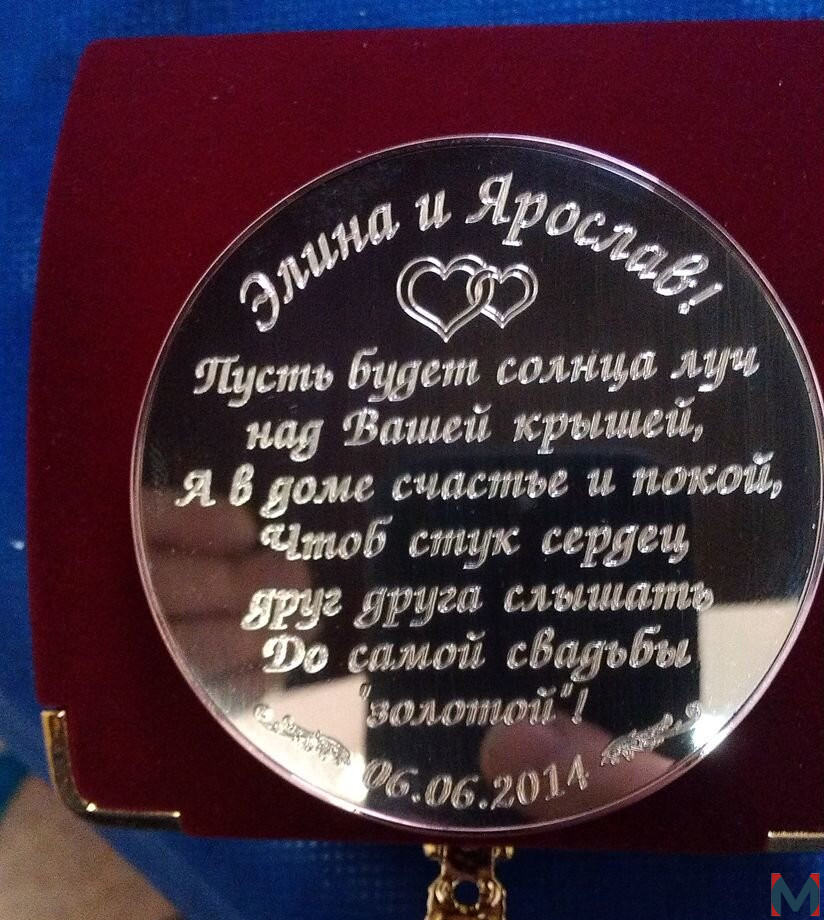 Элина и Ярослав!
Пусть будет солнца луч
над Вашей крышей,
А в доме счастье и покой,
Чтоб стук сердец
друг друга слышать
До самой свадьбы
"золотой"!
06.06.2014
M